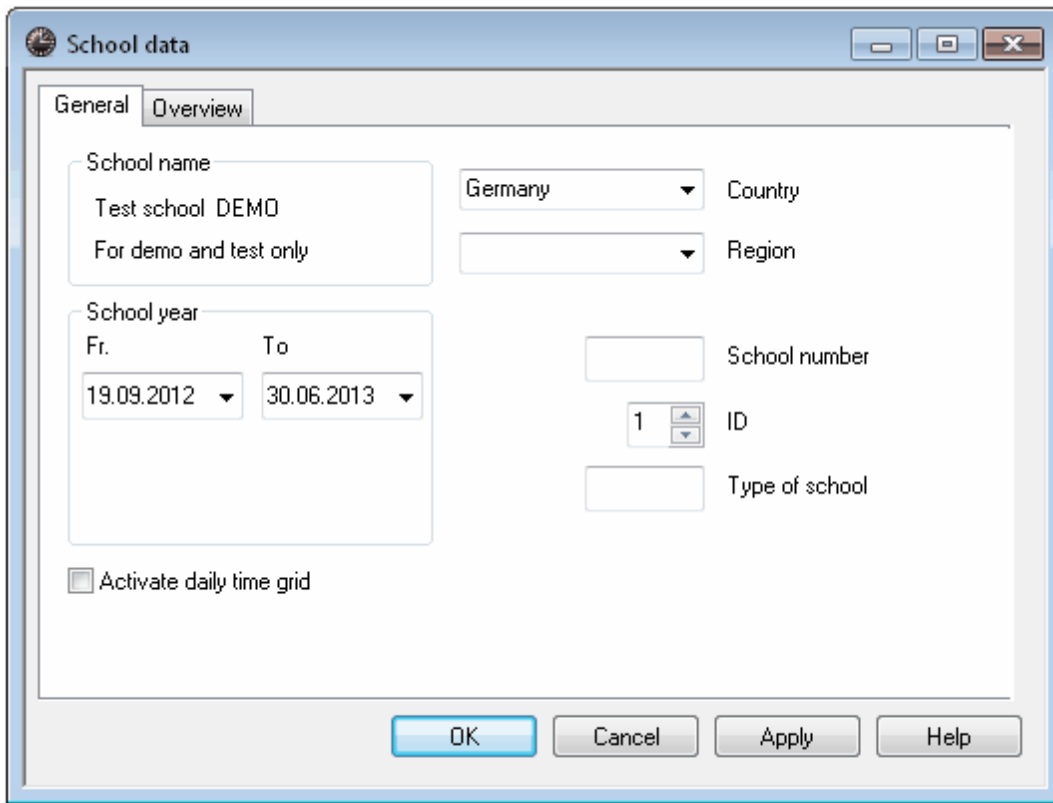 School data
General Overview
School name
Test school DEMO
For demo and test only
Germany Country
Region
School year
Fr. To
19.09.2012 30.06.2013
School number
1 ID
Type of school
Activate daily time grid
OK Cancel Apply Help